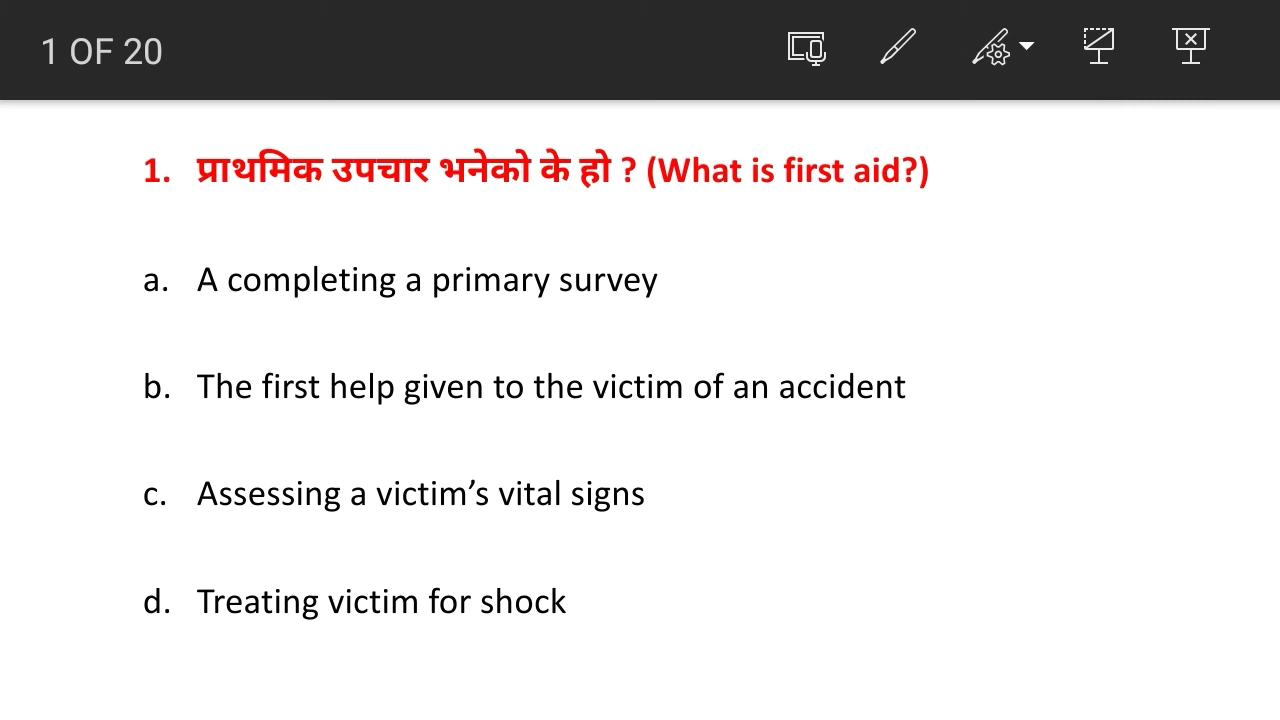 1 OF 20
1. प्राथमिक उपचार भनेको के हो ? (What is first aid?)
a. A completing a primary survey
b. The first help given to the victim of an accident
c. Assessing a victim’s vital signs
d. Treating victim for shock